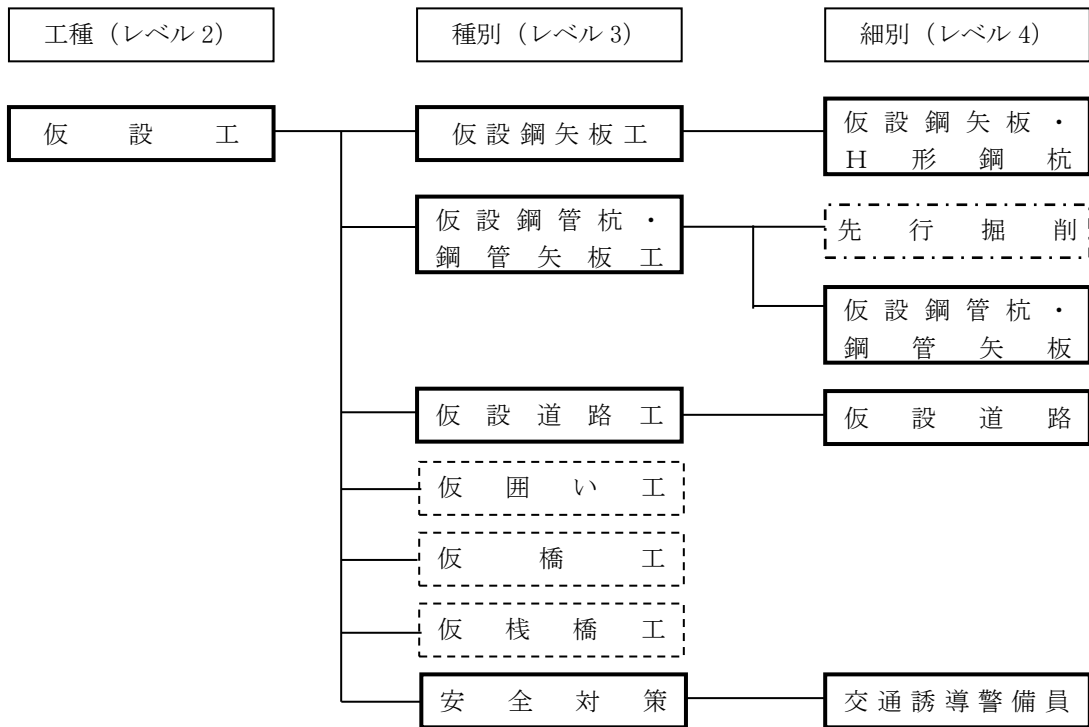 工種（レベル 2）
種別（レベル 3）
細別（レベル 4）
仮設工
仮設鋼矢板工
仮設鋼矢板・
H形鋼杭
仮設鋼管杭・
鋼管矢板工
先行掘削
仮設鋼管杭・
鋼管矢板
仮設道路工
仮設道路
仮囲い工
仮橋工
仮桟橋工
安全対策
交通誘導警備員